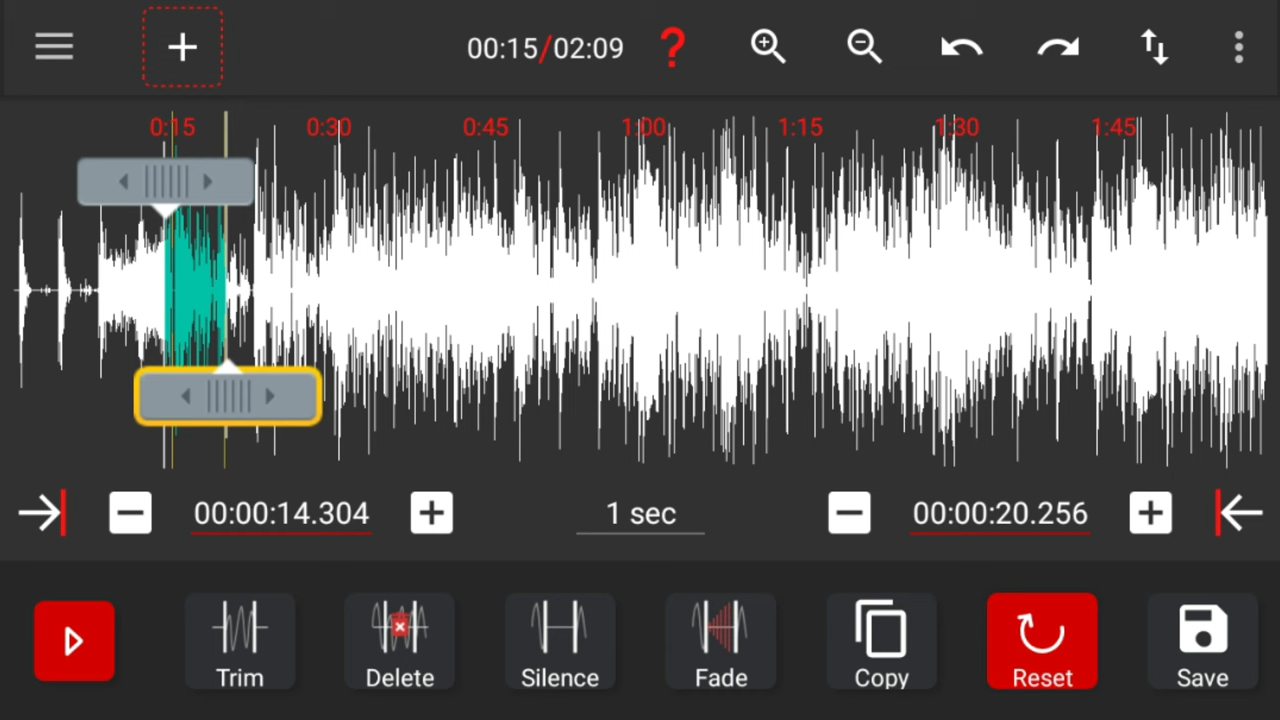 00:15/02:09 ?
0:15 0:30 0:45 1:00 1:15 1:30 1:45
00:00:14.304 1 sec 00:00:20.256
Trim Delete Silence Fade Copy Reset Save